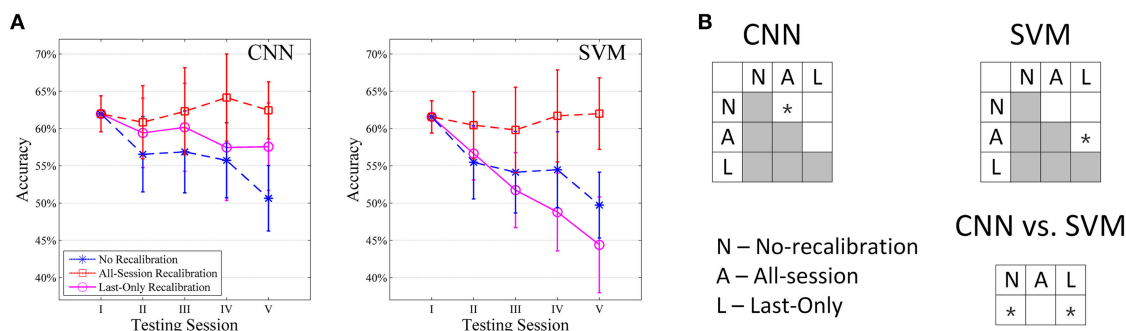 A
CNN
70%
65%
60%
55%
50%
45%
40%
Accuracy
I II III IV V
Testing Session
No Recalibration
All-Session Recalibration
Last-Only Recalibration
SVM
70%
65%
60%
55%
50%
45%
40%
Accuracy
I II III IV V
Testing Session
B
CNN
N A L
N *
A
L
SVM
N A L
N
A *
L
N – No-recalibration
A – All-session
L – Last-Only
CNN vs. SVM
N A L
* *